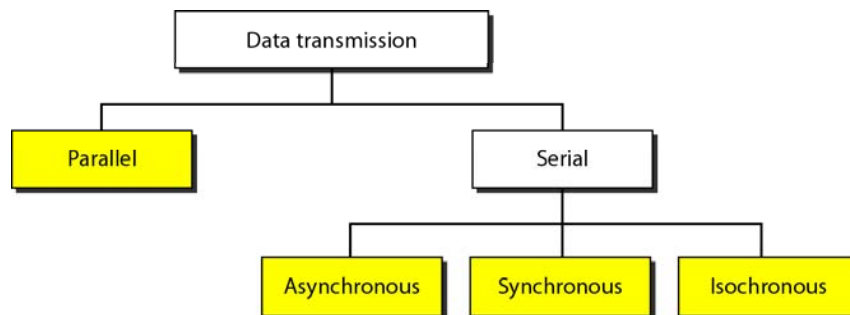 Data transmission
Parallel
Serial
Asynchronous
Synchronous
Isochronous